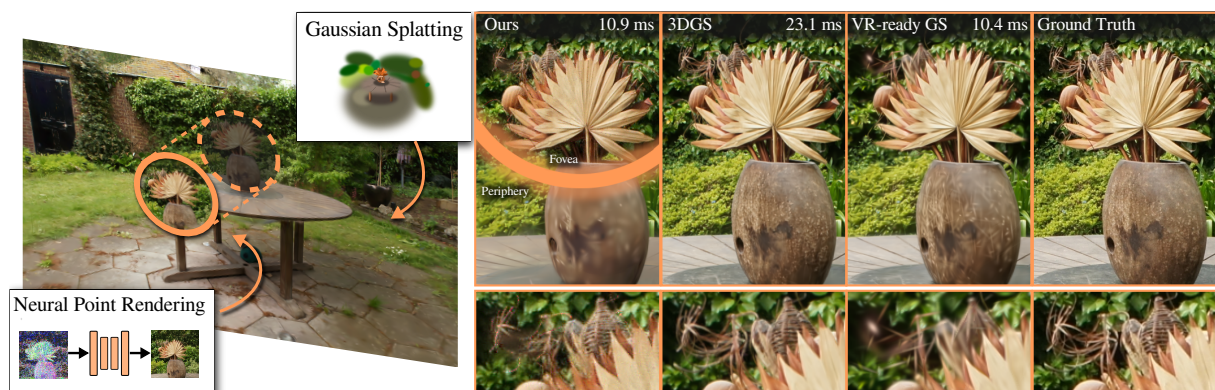 Gaussian Splatting
Neural Point Rendering
Ours 10.9 ms
3DGS 23.1 ms
VR-ready GS 10.4 ms
Ground Truth
Fovea
Periphery